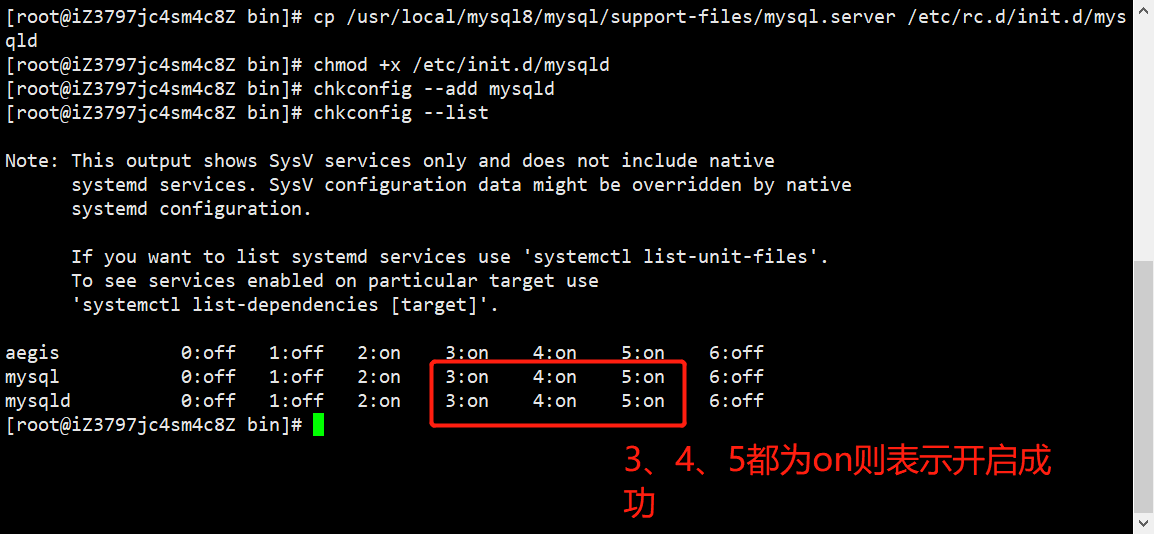 [root@iZ3797jc4sm4c8Z bin]# cp /usr/local/mysql8/mysql/support-files/mysql.server /etc/rc.d/init.d/mys
qld
[root@iZ3797jc4sm4c8Z bin]# chmod +x /etc/init.d/mysqld
[root@iZ3797jc4sm4c8Z bin]# chkconfig --add mysqld
[root@iZ3797jc4sm4c8Z bin]# chkconfig --list
Note: This output shows SysV services only and does not include native
systemd services. SysV configuration data might be overridden by native
systemd configuration.
If you want to list systemd services use 'systemctl list-unit-files'.
To see services enabled on particular target use
'systemctl list-dependencies [target]'.
aegis 0:off 1:off 2:on 3:on 4:on 5:on 6:off
mysql 0:off 1:off 2:on 3:on 4:on 5:on 6:off
mysqld 0:off 1:off 2:on 3:on 4:on 5:on 6:off
[root@iZ3797jc4sm4c8Z bin]#
3、4、5都为on则表示开启成
功